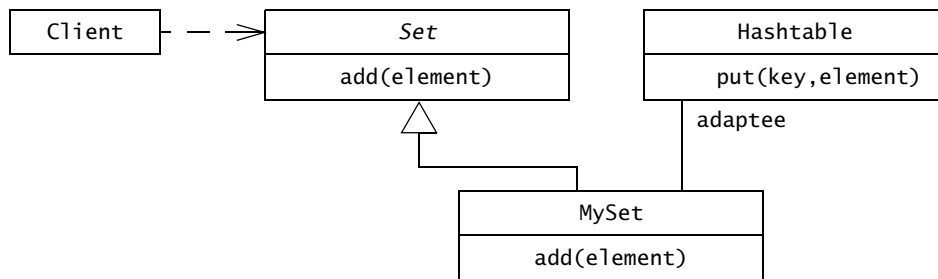 Client
Set
add(element)
Hashtable
put(key,element)
adaptee
MySet
add(element)